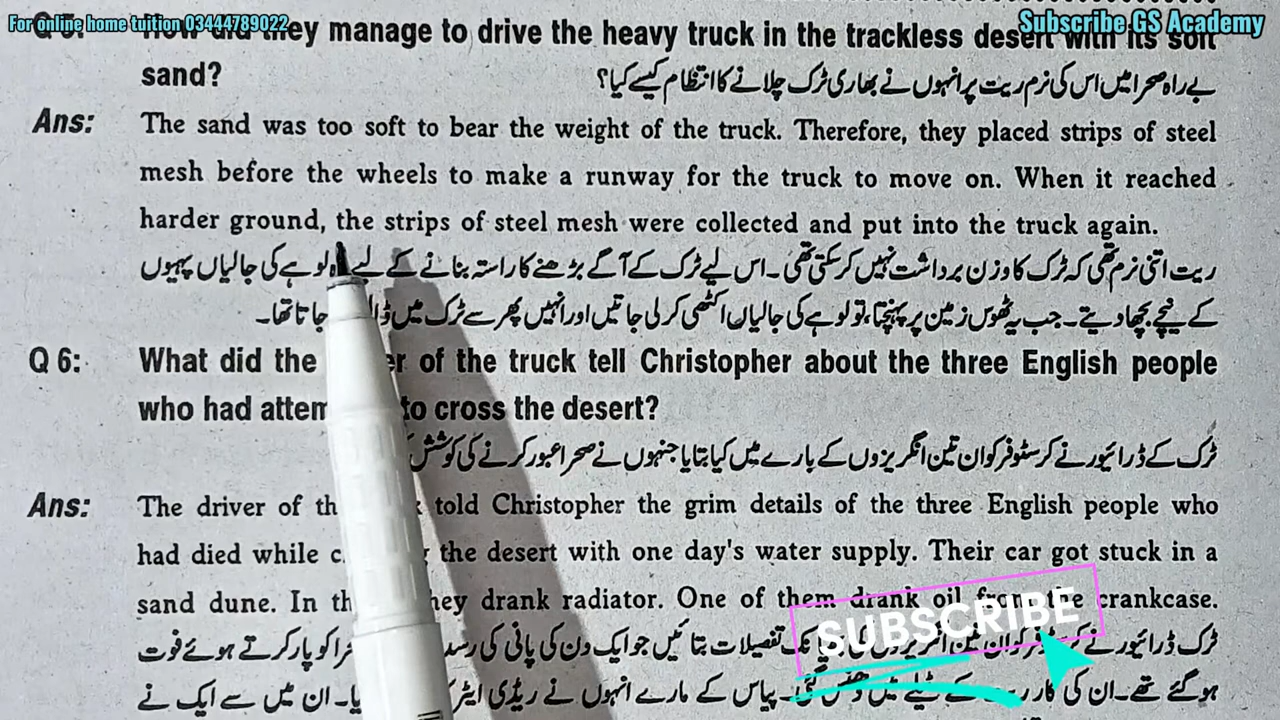 For online home tuition 03444789022
Subscribe GS Academy
How did they manage to drive the heavy truck in the trackless desert with its soft
sand?
بے راہ صحرا میں اس کی نرم ریت پر انہوں نے بھاری ٹرک چلانے کا انتظام کیسے کیا؟
Ans: The sand was too soft to bear the weight of the truck. Therefore, they placed strips of steel
mesh before the wheels to make a runway for the truck to move on. When it reached
harder ground, the strips of steel mesh were collected and put into the truck again.
ریت اتنی نرم تھی کہ ٹرک کا وزن برداشت نہیں کر سکتی تھی۔ اس لیے ٹرک کے آگے بڑھنے کا راستہ بنانے کے لیے وہ لوہے کی جالیاں پہیوں
کے نیچے بچھا دیتے۔ جب یہ ٹھوس زمین پر پہنچتا، تو لوہے کی جالیاں اکٹھی کر لی جاتیں اور انہیں پھر سے ٹرک میں جاتا تھا۔
Q 6: What did the of the truck tell Christopher about the three English people
who had to cross the desert?
ٹرک کے ڈرائیور نے کرسٹوفر کو ان تین انگریزوں کے بارے میں کیا بتایا جنہوں نے صحرا عبور کرنے کی کوشش
Ans: The driver of told Christopher the grim details of the three English people who
had died while the desert with one day's water supply. Their car got stuck in a
sand dune. In they drank radiator. One of them drank oil from the crankcase.
SUBSCRIBE
ٹرک ڈرائیور نے تفصیلات بتائیں جو ایک دن کی پانی کی کو پار کرتے ہوئے فوت
ہو گئے تھے۔ ان کی کار کے ٹیلے میں دھنس گئی۔ پیاس کے مارے انہوں نے ریڈی ایٹر ان میں سے ایک نے